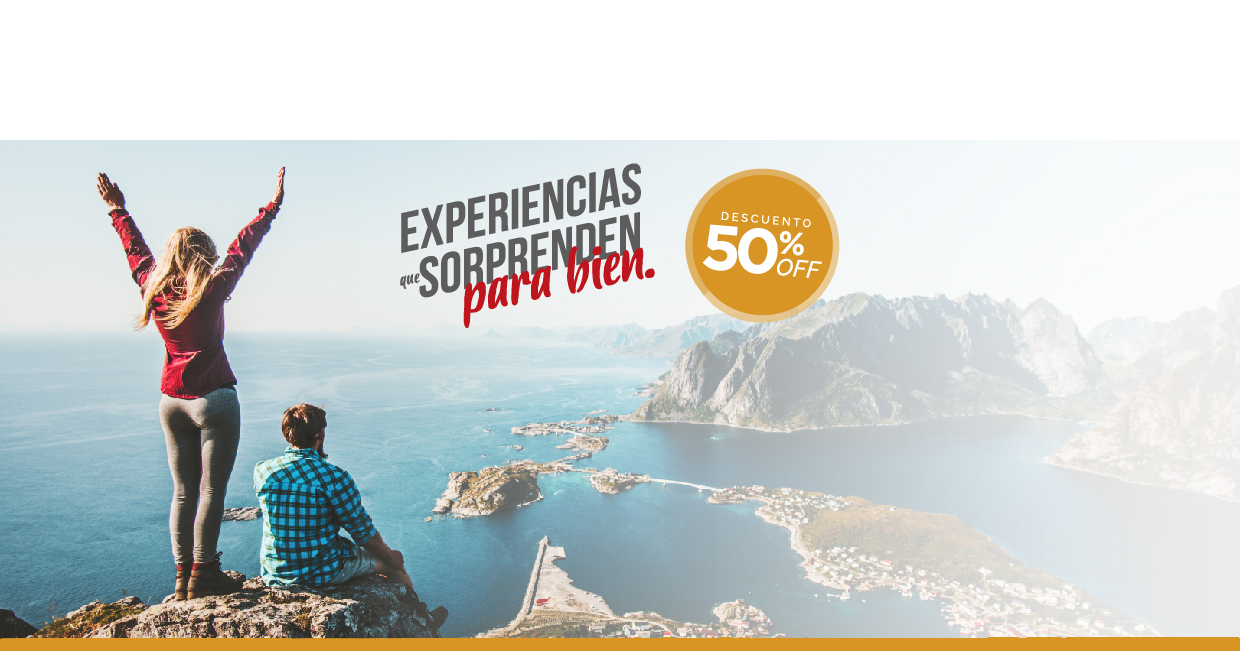 EXPERIENCIAS
que SORPRENDEN
para bien.
DESCUENTO
50%
OFF